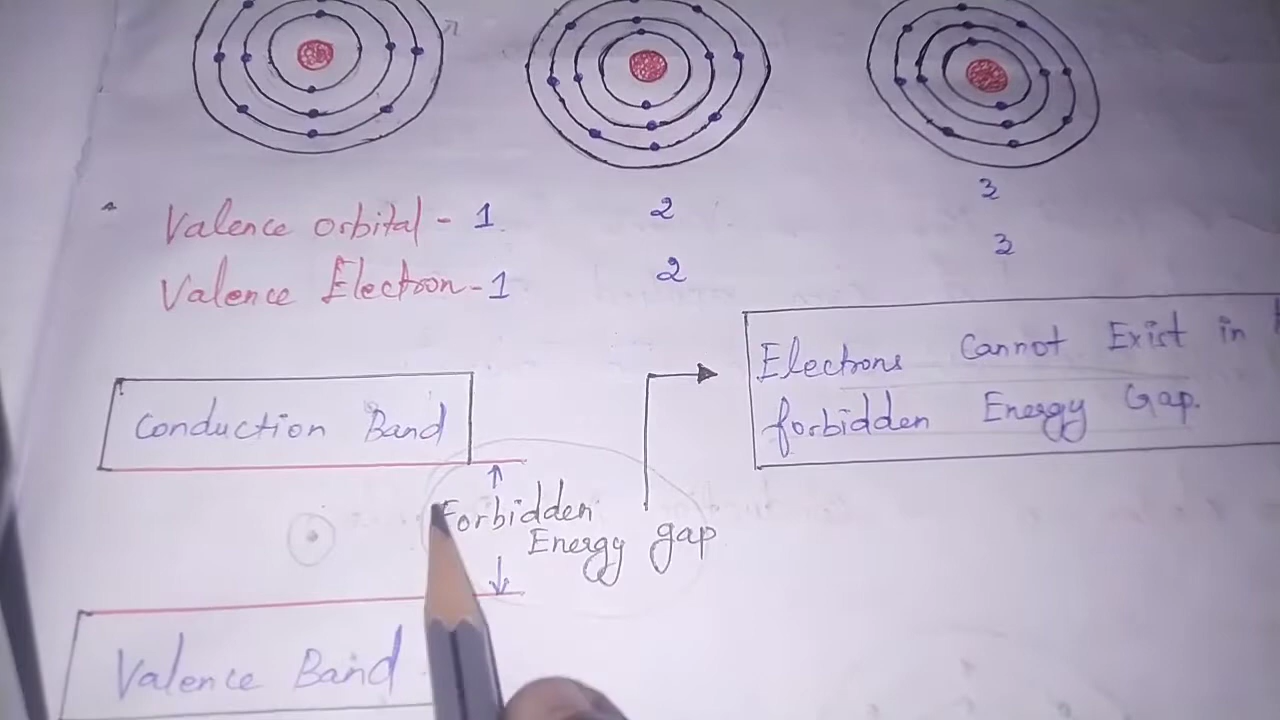 Valence orbital - 1 2 3
Valence Electron - 1 2 3
Electrons Cannot Exist in
forbidden Energy Gap.
Conduction Band
Forbidden
Energy gap
Valence Band